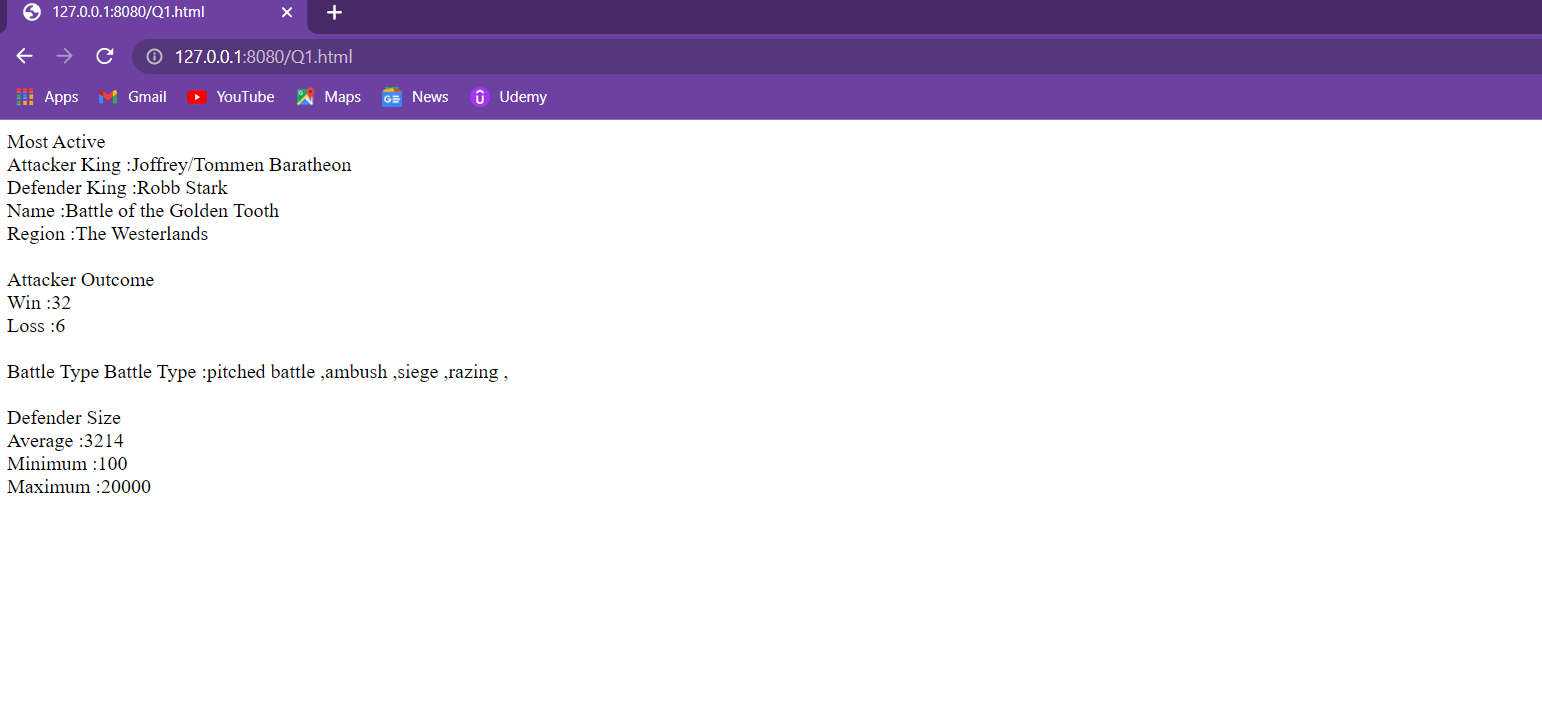 127.0.0.1:8080/Q1.html
127.0.0.1:8080/Q1.html
Apps Gmail YouTube Maps News Udemy
Most Active
Attacker King :Joffrey/Tommen Baratheon
Defender King :Robb Stark
Name :Battle of the Golden Tooth
Region :The Westerlands
Attacker Outcome
Win :32
Loss :6
Battle Type Battle Type :pitched battle ,ambush ,siege ,razing ,
Defender Size
Average :3214
Minimum :100
Maximum :20000